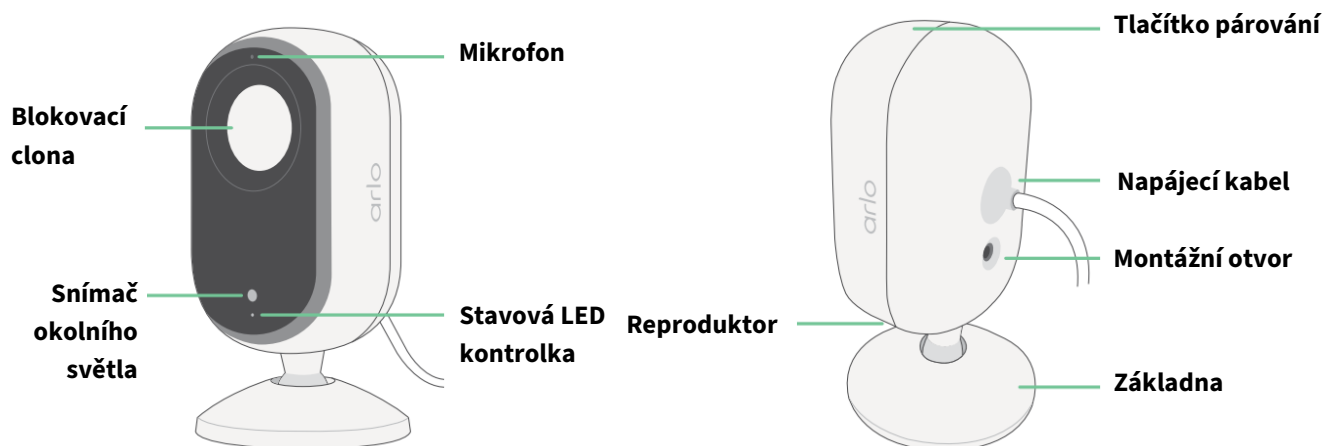 Mikrofon
Blokovací
clona
arlo
Snímač
okolního
světla
Stavová LED
kontrolka
Tlačítko párování
Napájecí kabel
arlo
Montážní otvor
Reproduktor
Základna